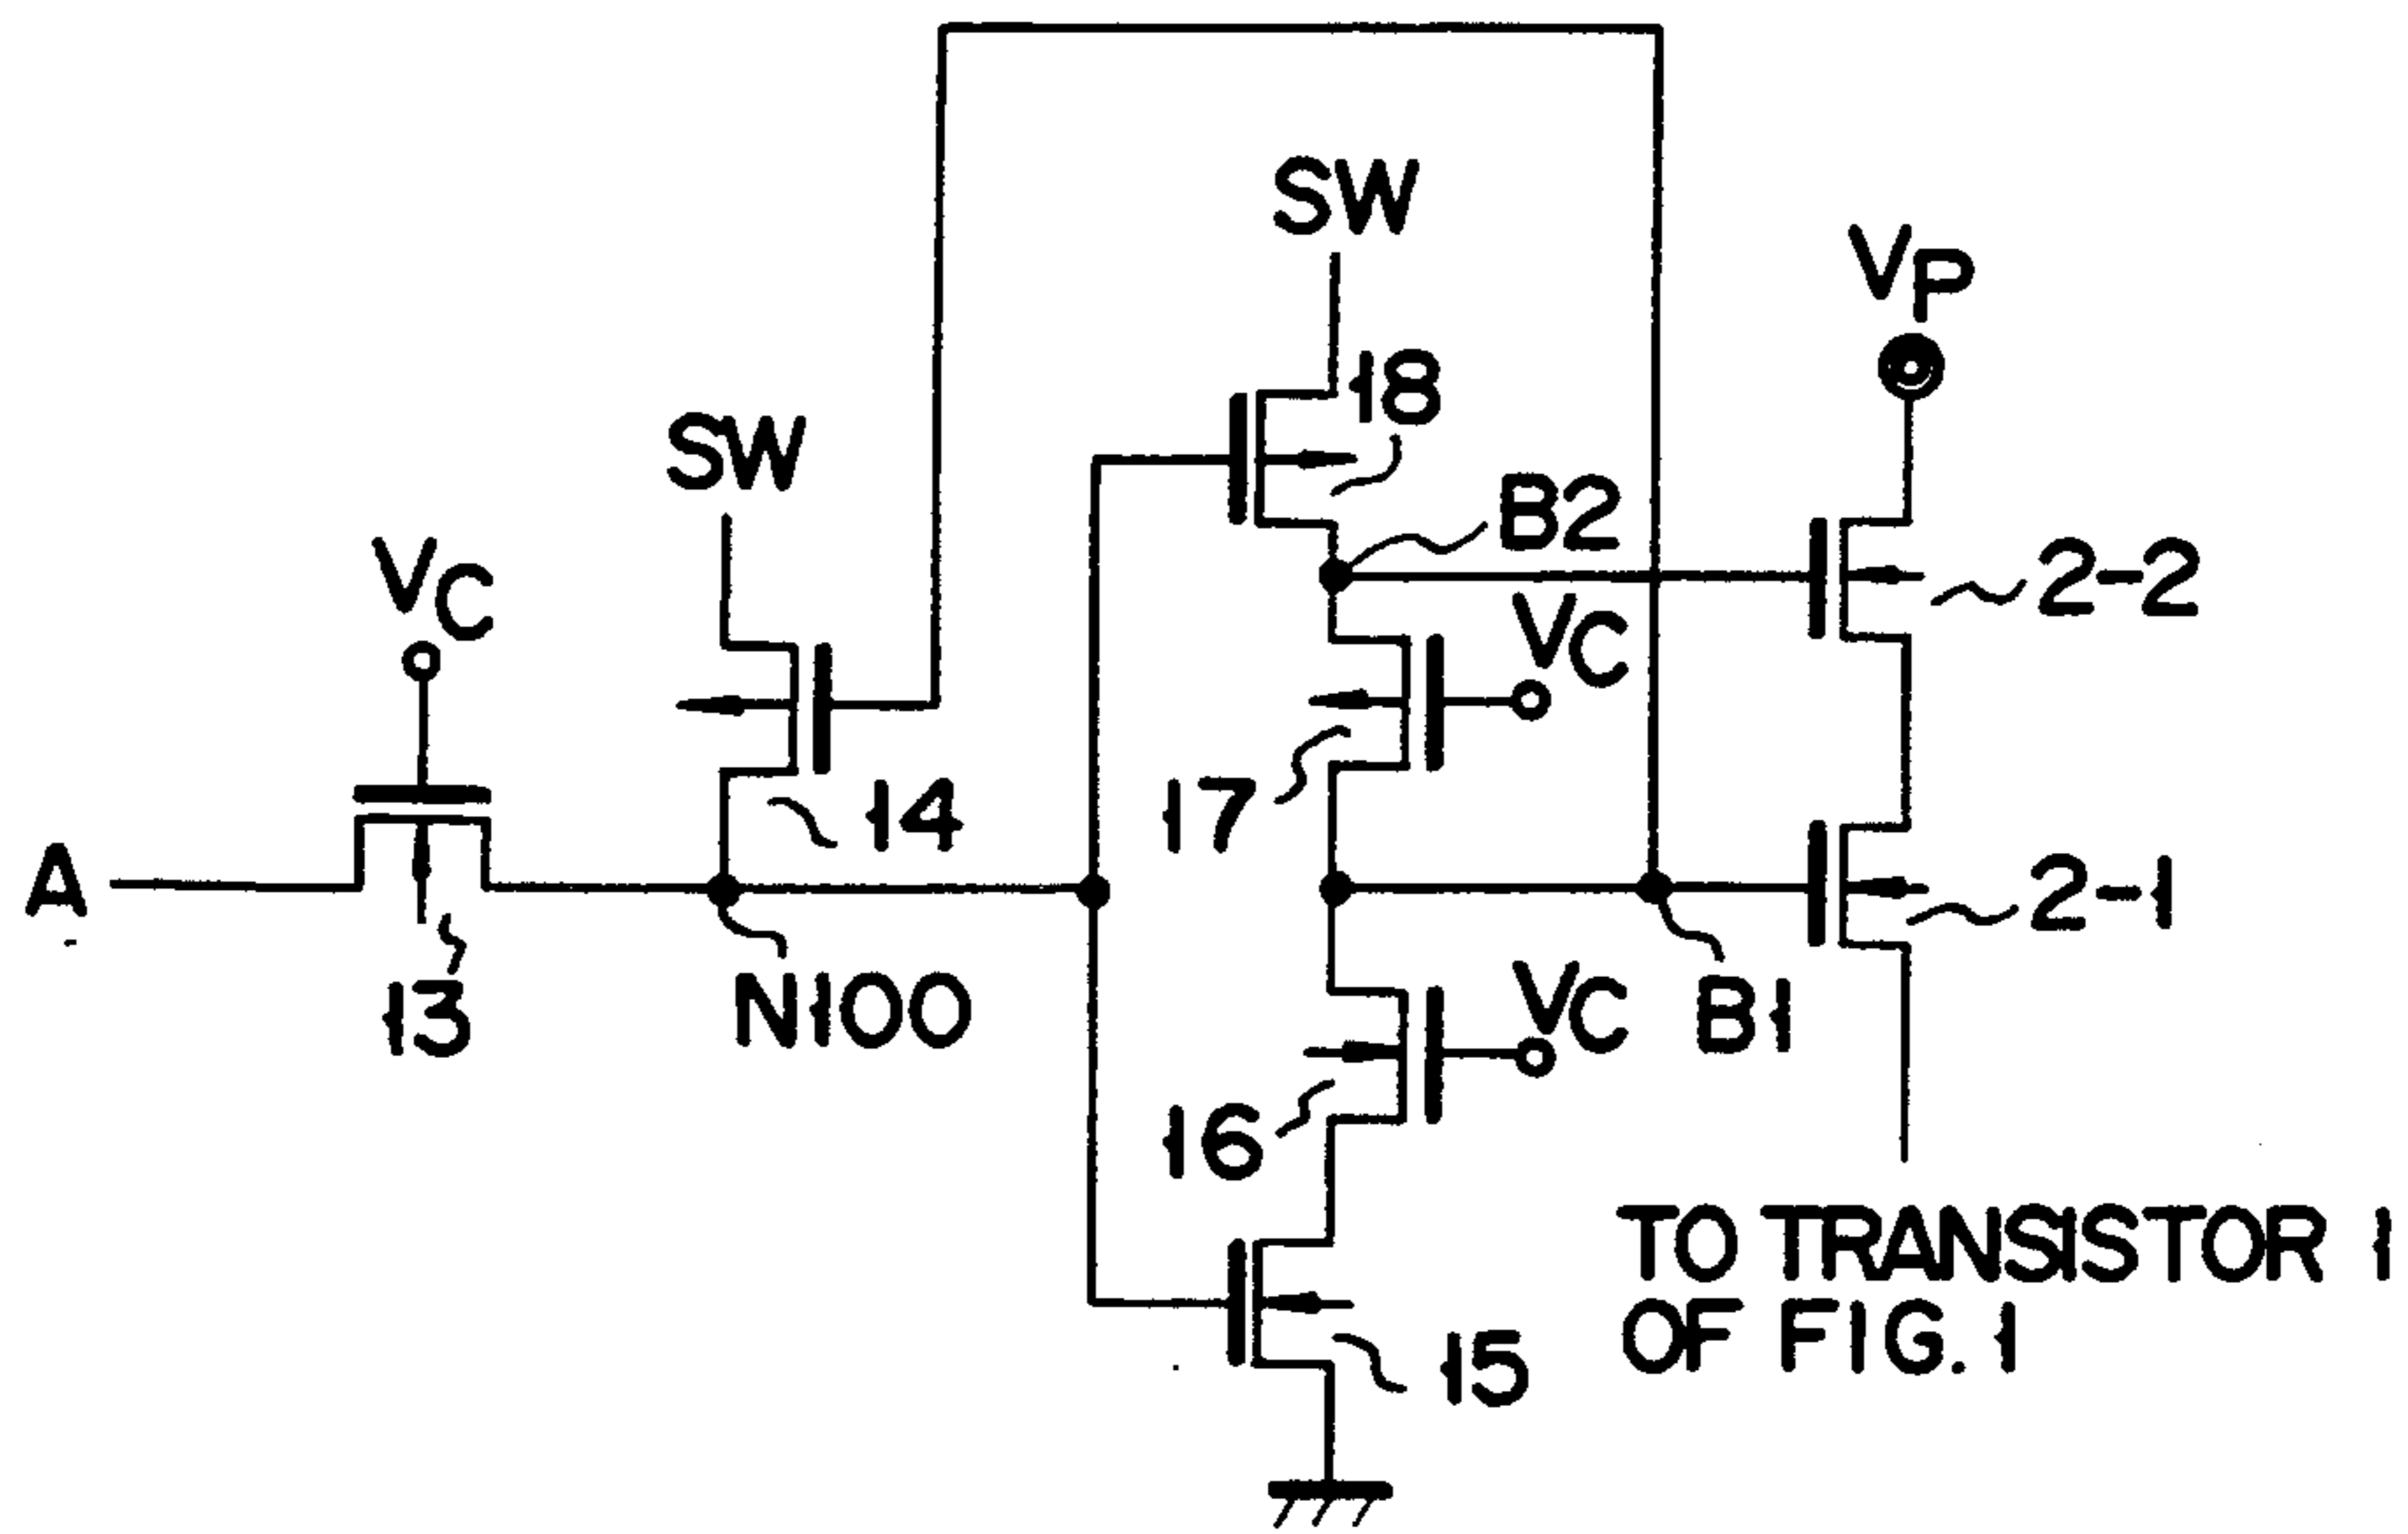 SW
VP
18
SW
B2
VC
2-2
VC
17
14
A
2-1
13
N100
VC
B1
16
15
TO TRANSISTOR 1
OF FIG. 1